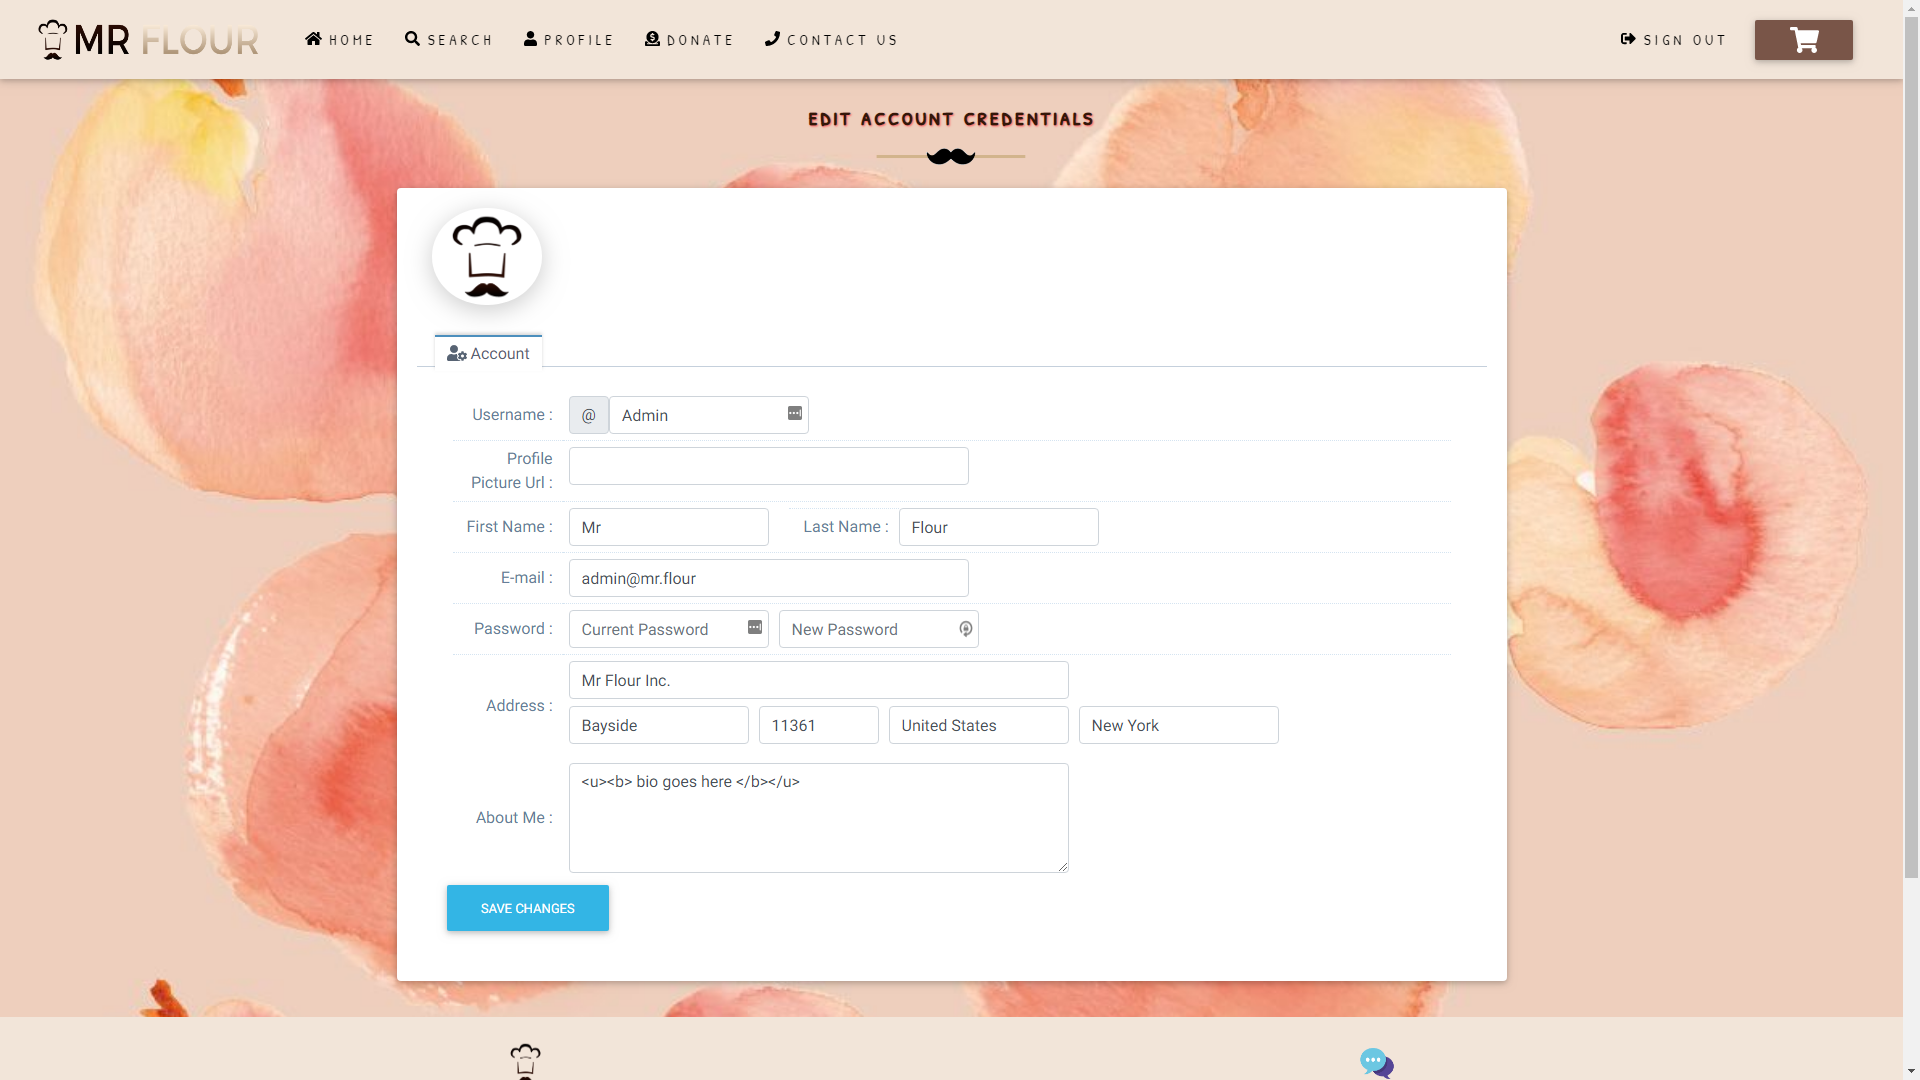 MR FLOUR HOME SEARCH PROFILE DONATE CONTACT US SIGN OUT
EDIT ACCOUNT CREDENTIALS
Account
Username : @ Admin
Profile
Picture Url :
First Name : Mr Last Name : Flour
E-mail : admin@mr.flour
Password : Current Password New Password
Mr Flour Inc.
Address :
Bayside 11361 United States New York
<u><b> bio goes here </b></u>
About Me :
SAVE CHANGES